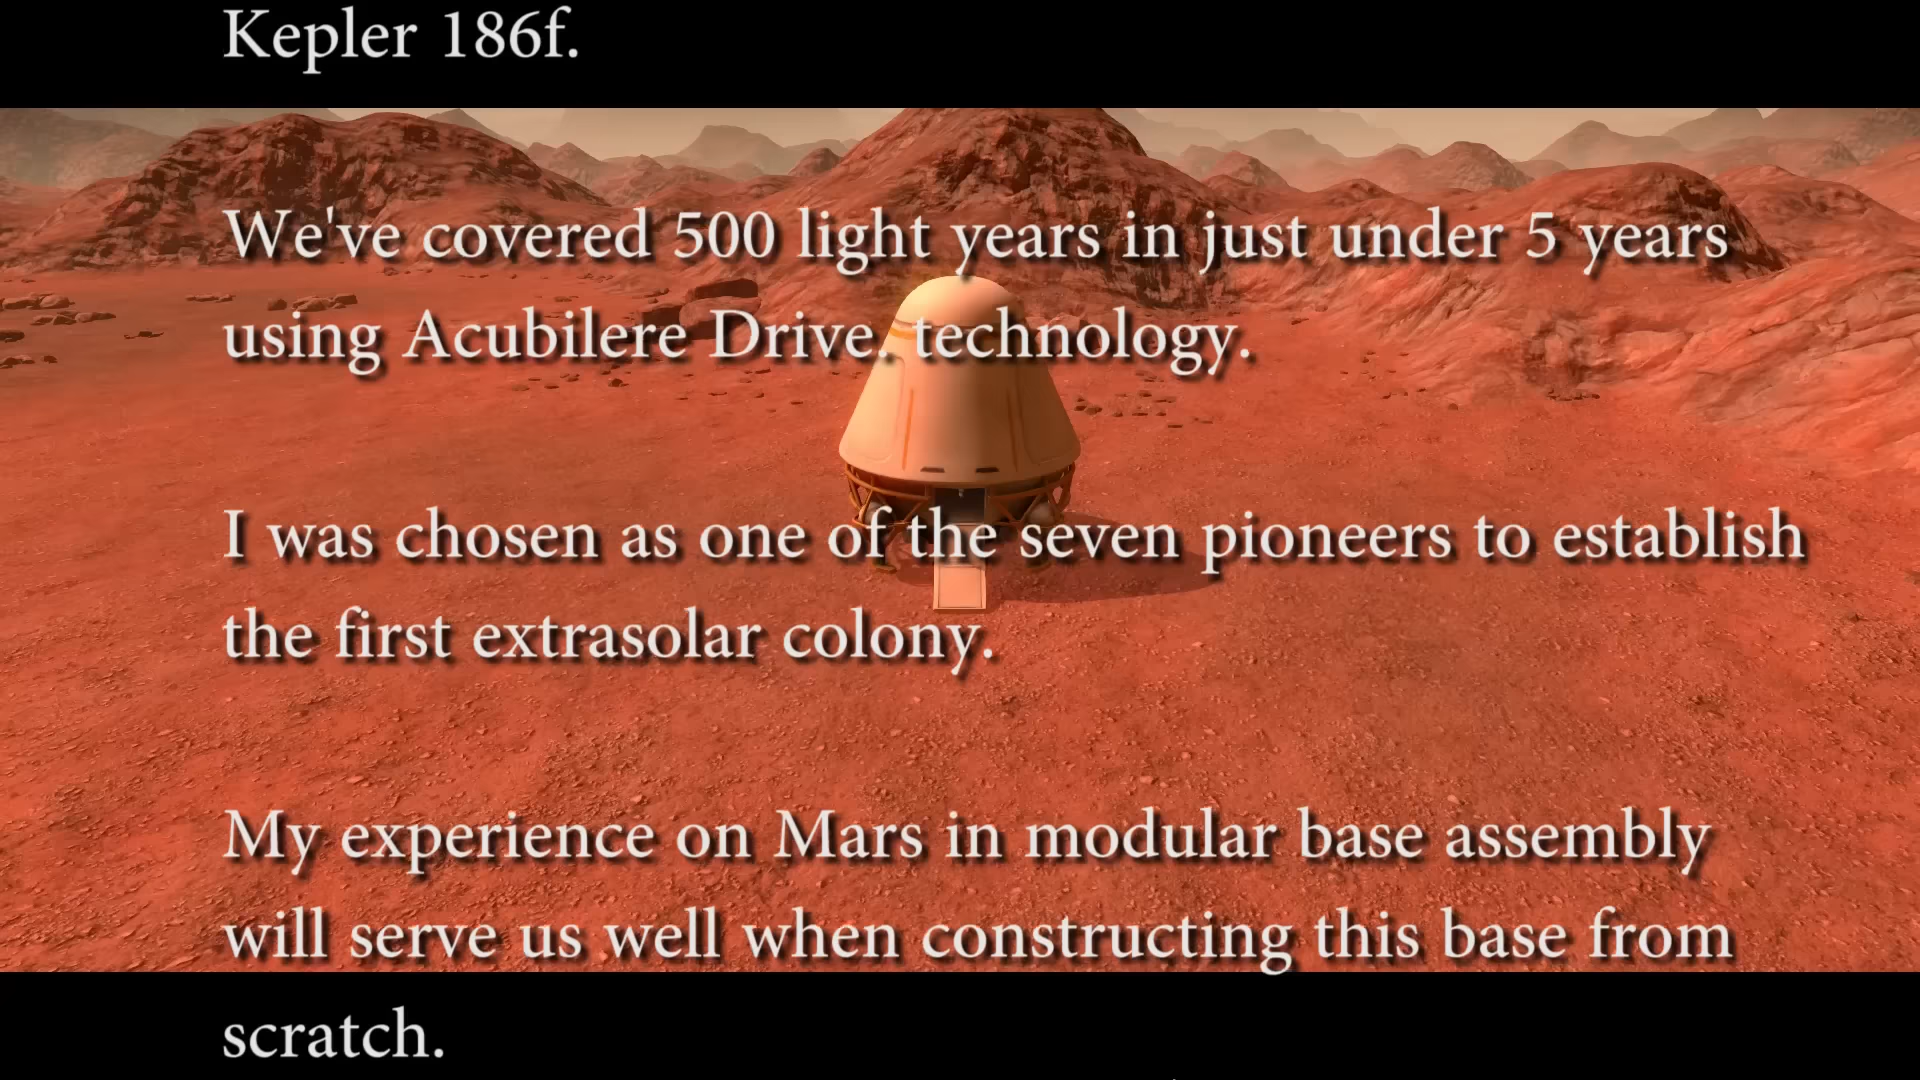 Kepler 186f.
We've covered 500 light years in just under 5 years
using Acubilere Drive. technology.
I was chosen as one of the seven pioneers to establish
the first extrasolar colony.
My experience on Mars in modular base assembly
will serve us well when constructing this base from
scratch.